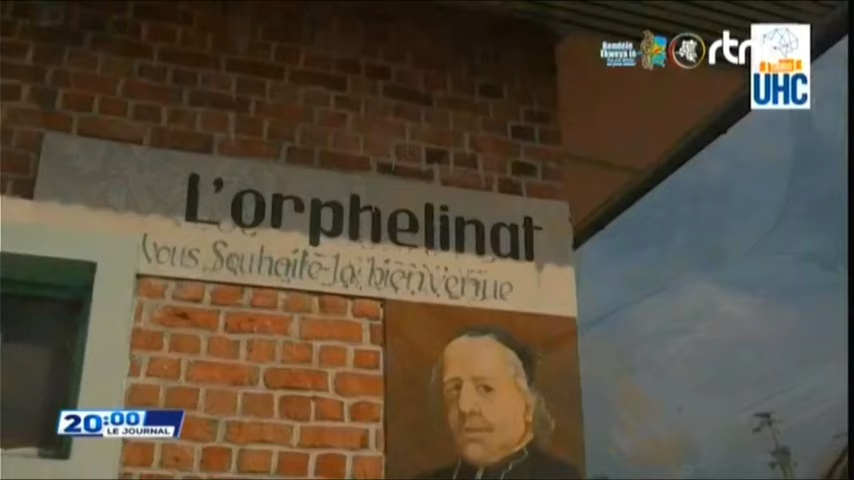 rtn
UHC
L'orphelinat
Vous Souhaite la bienvenue
20:00
LE JOURNAL